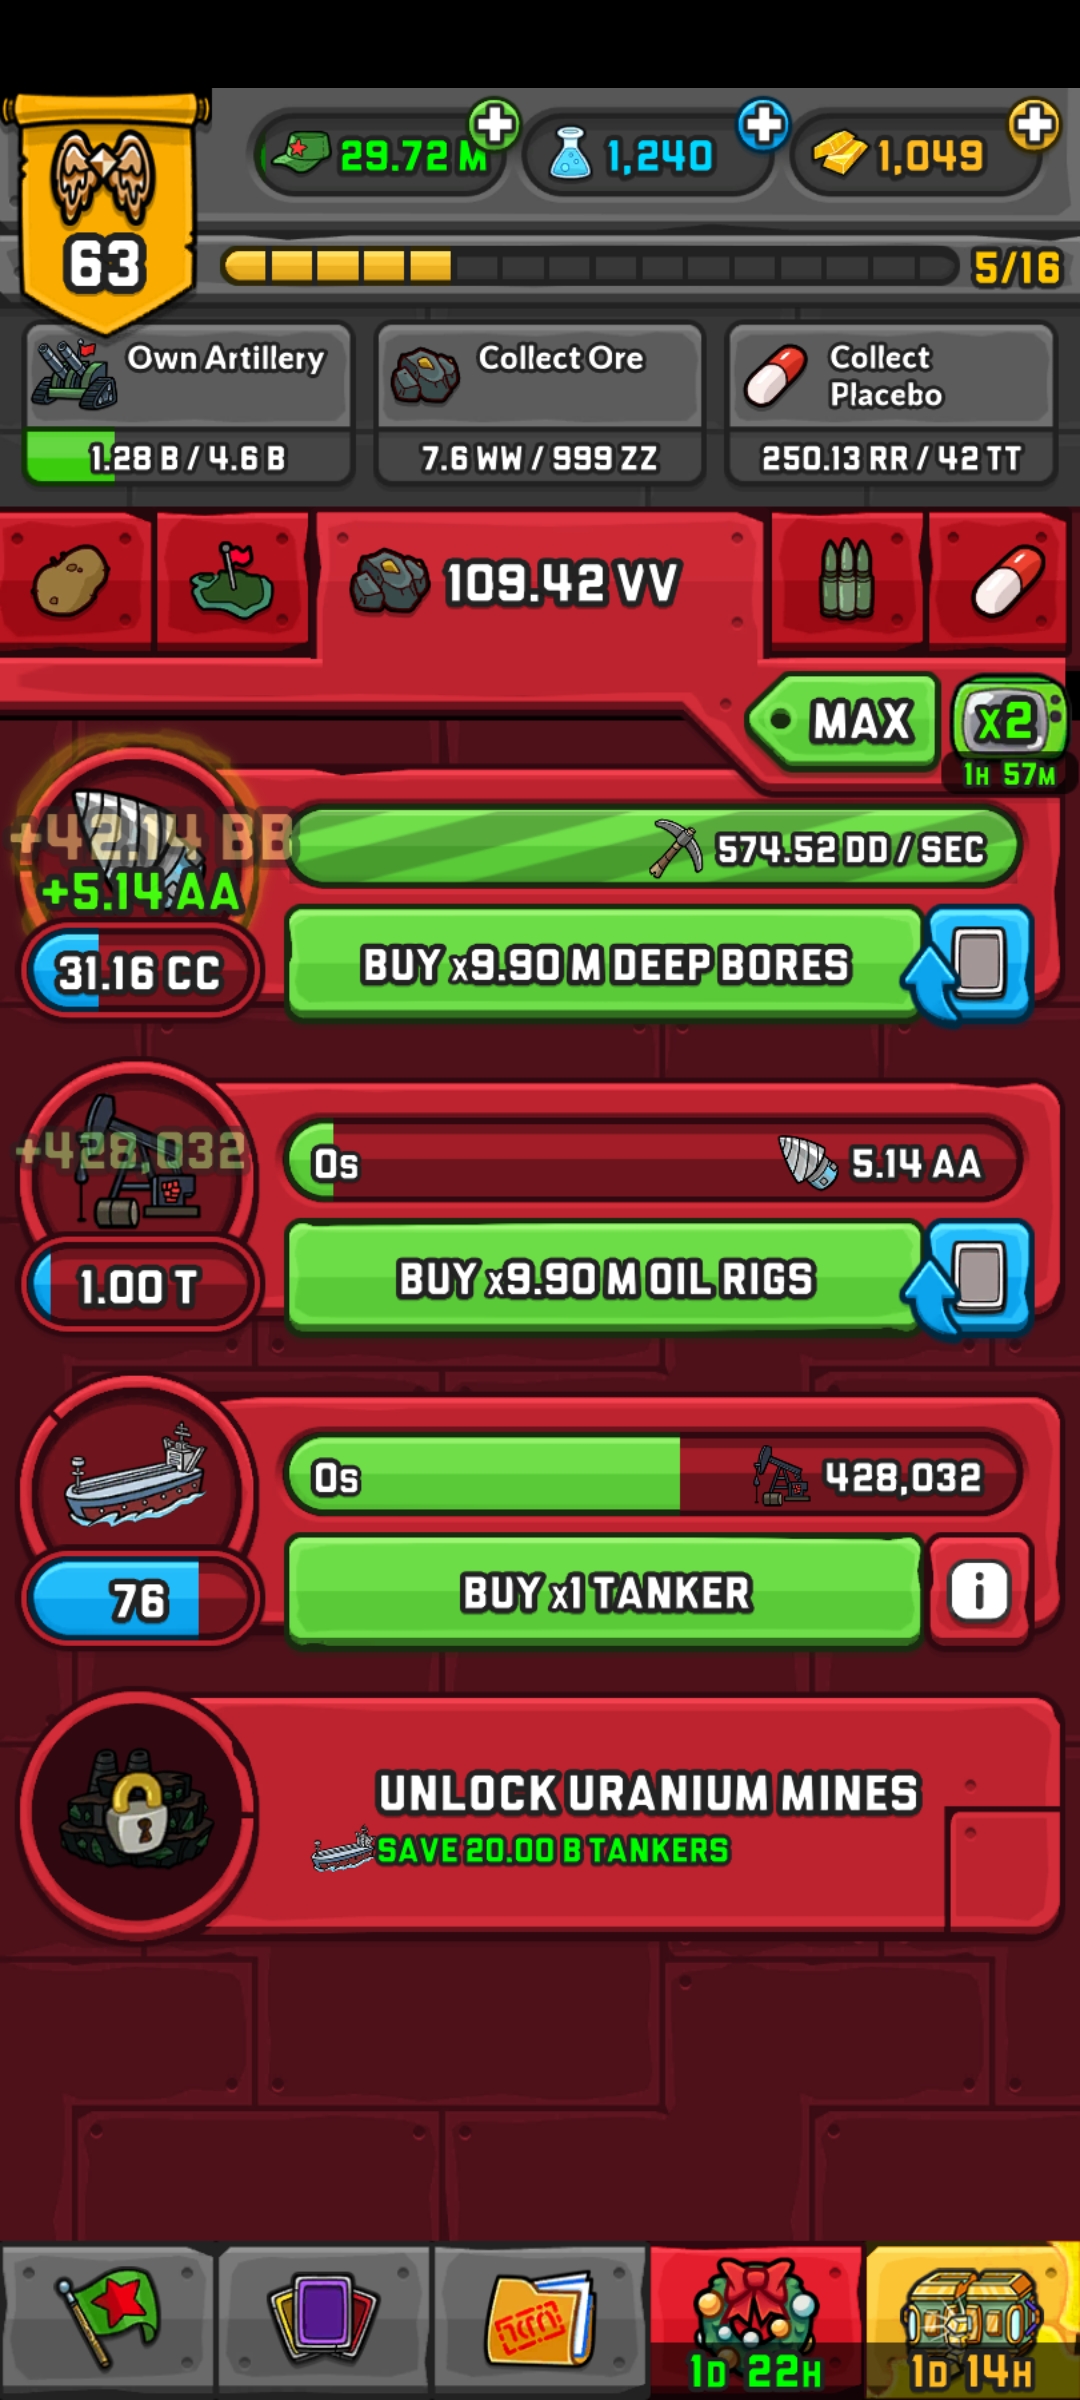 29.72 M
1,240
1,049
63
5/16
Own Artillery
1.28 B / 4.6 B
Collect Ore
7.6 WW / 999 ZZ
Collect
Placebo
250.13 RR / 42 TT
109.42 VV
MAX
x2
1H 57M
+42.14 BB
+5.14 AA
574.52 DD / SEC
31.16 CC
BUY x9.90 M DEEP BORES
+428,032
0s
5.14 AA
1.00 T
BUY x9.90 M OIL RIGS
0s
428,032
76
BUY x1 TANKER
i
UNLOCK URANIUM MINES
SAVE 20.00 B TANKERS
1D 22H
1D 14H